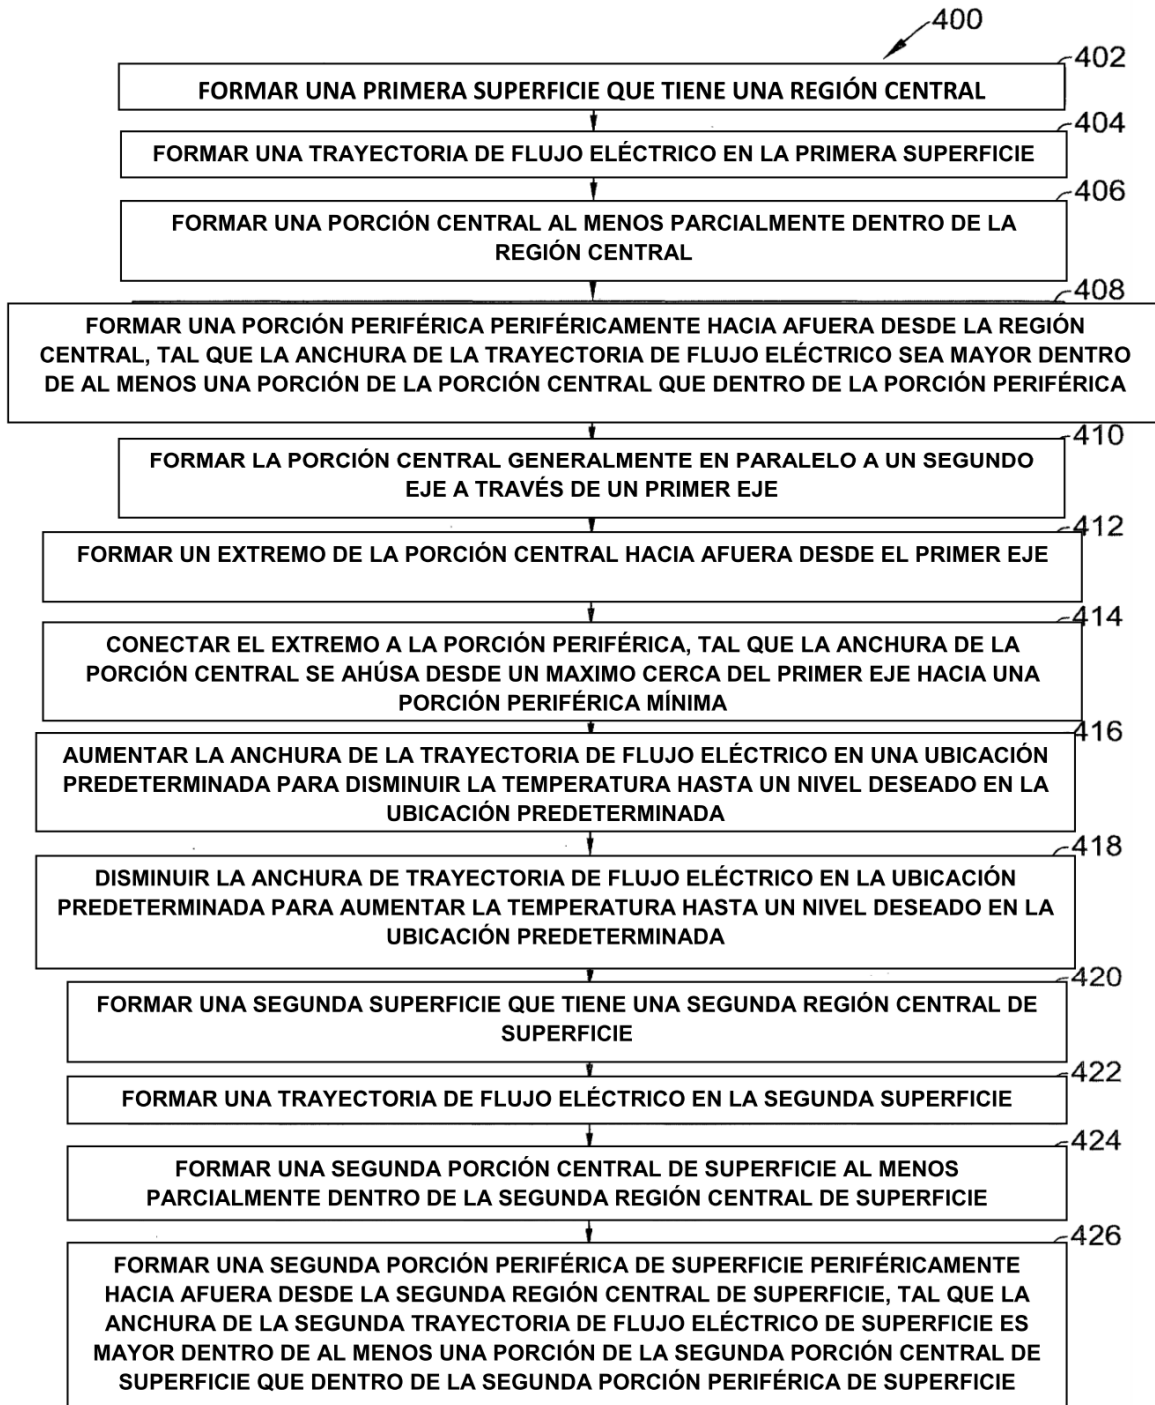 400
402
FORMAR UNA PRIMERA SUPERFICIE QUE TIENE UNA REGIÓN CENTRAL
404
FORMAR UNA TRAYECTORIA DE FLUJO ELÉCTRICO EN LA PRIMERA SUPERFICIE
406
FORMAR UNA PORCIÓN CENTRAL AL MENOS PARCIALMENTE DENTRO DE LA
REGIÓN CENTRAL
408
FORMAR UNA PORCIÓN PERIFÉRICA PERIFÉRICAMENTE HACIA AFUERA DESDE LA REGIÓN
CENTRAL, TAL QUE LA ANCHURA DE LA TRAYECTORIA DE FLUJO ELÉCTRICO SEA MAYOR DENTRO
DE AL MENOS UNA PORCIÓN DE LA PORCIÓN CENTRAL QUE DENTRO DE LA PORCIÓN PERIFÉRICA
410
FORMAR LA PORCIÓN CENTRAL GENERALMENTE EN PARALELO A UN SEGUNDO
EJE A TRAVÉS DE UN PRIMER EJE
412
FORMAR UN EXTREMO DE LA PORCIÓN CENTRAL HACIA AFUERA DESDE EL PRIMER EJE
414
CONECTAR EL EXTREMO A LA PORCIÓN PERIFÉRICA, TAL QUE LA ANCHURA DE LA
PORCIÓN CENTRAL SE AHÚSA DESDE UN MAXIMO CERCA DEL PRIMER EJE HACIA UNA
PORCIÓN PERIFÉRICA MÍNIMA
416
AUMENTAR LA ANCHURA DE LA TRAYECTORIA DE FLUJO ELÉCTRICO EN UNA UBICACIÓN
PREDETERMINADA PARA DISMINUIR LA TEMPERATURA HASTA UN NIVEL DESEADO EN LA
UBICACIÓN PREDETERMINADA
418
DISMINUIR LA ANCHURA DE TRAYECTORIA DE FLUJO ELÉCTRICO EN LA UBICACIÓN
PREDETERMINADA PARA AUMENTAR LA TEMPERATURA HASTA UN NIVEL DESEADO EN LA
UBICACIÓN PREDETERMINADA
420
FORMAR UNA SEGUNDA SUPERFICIE QUE TIENE UNA SEGUNDA REGIÓN CENTRAL DE
SUPERFICIE
422
FORMAR UNA TRAYECTORIA DE FLUJO ELÉCTRICO EN LA SEGUNDA SUPERFICIE
424
FORMAR UNA SEGUNDA PORCIÓN CENTRAL DE SUPERFICIE AL MENOS
PARCIALMENTE DENTRO DE LA SEGUNDA REGIÓN CENTRAL DE SUPERFICIE
426
FORMAR UNA SEGUNDA PORCIÓN PERIFÉRICA DE SUPERFICIE PERIFÉRICAMENTE
HACIA AFUERA DESDE LA SEGUNDA REGIÓN CENTRAL DE SUPERFICIE, TAL QUE LA
ANCHURA DE LA SEGUNDA TRAYECTORIA DE FLUJO ELÉCTRICO DE SUPERFICIE ES
MAYOR DENTRO DE AL MENOS UNA PORCIÓN DE LA SEGUNDA PORCIÓN CENTRAL DE
SUPERFICIE QUE DENTRO DE LA SEGUNDA PORCIÓN PERIFÉRICA DE SUPERFICIE